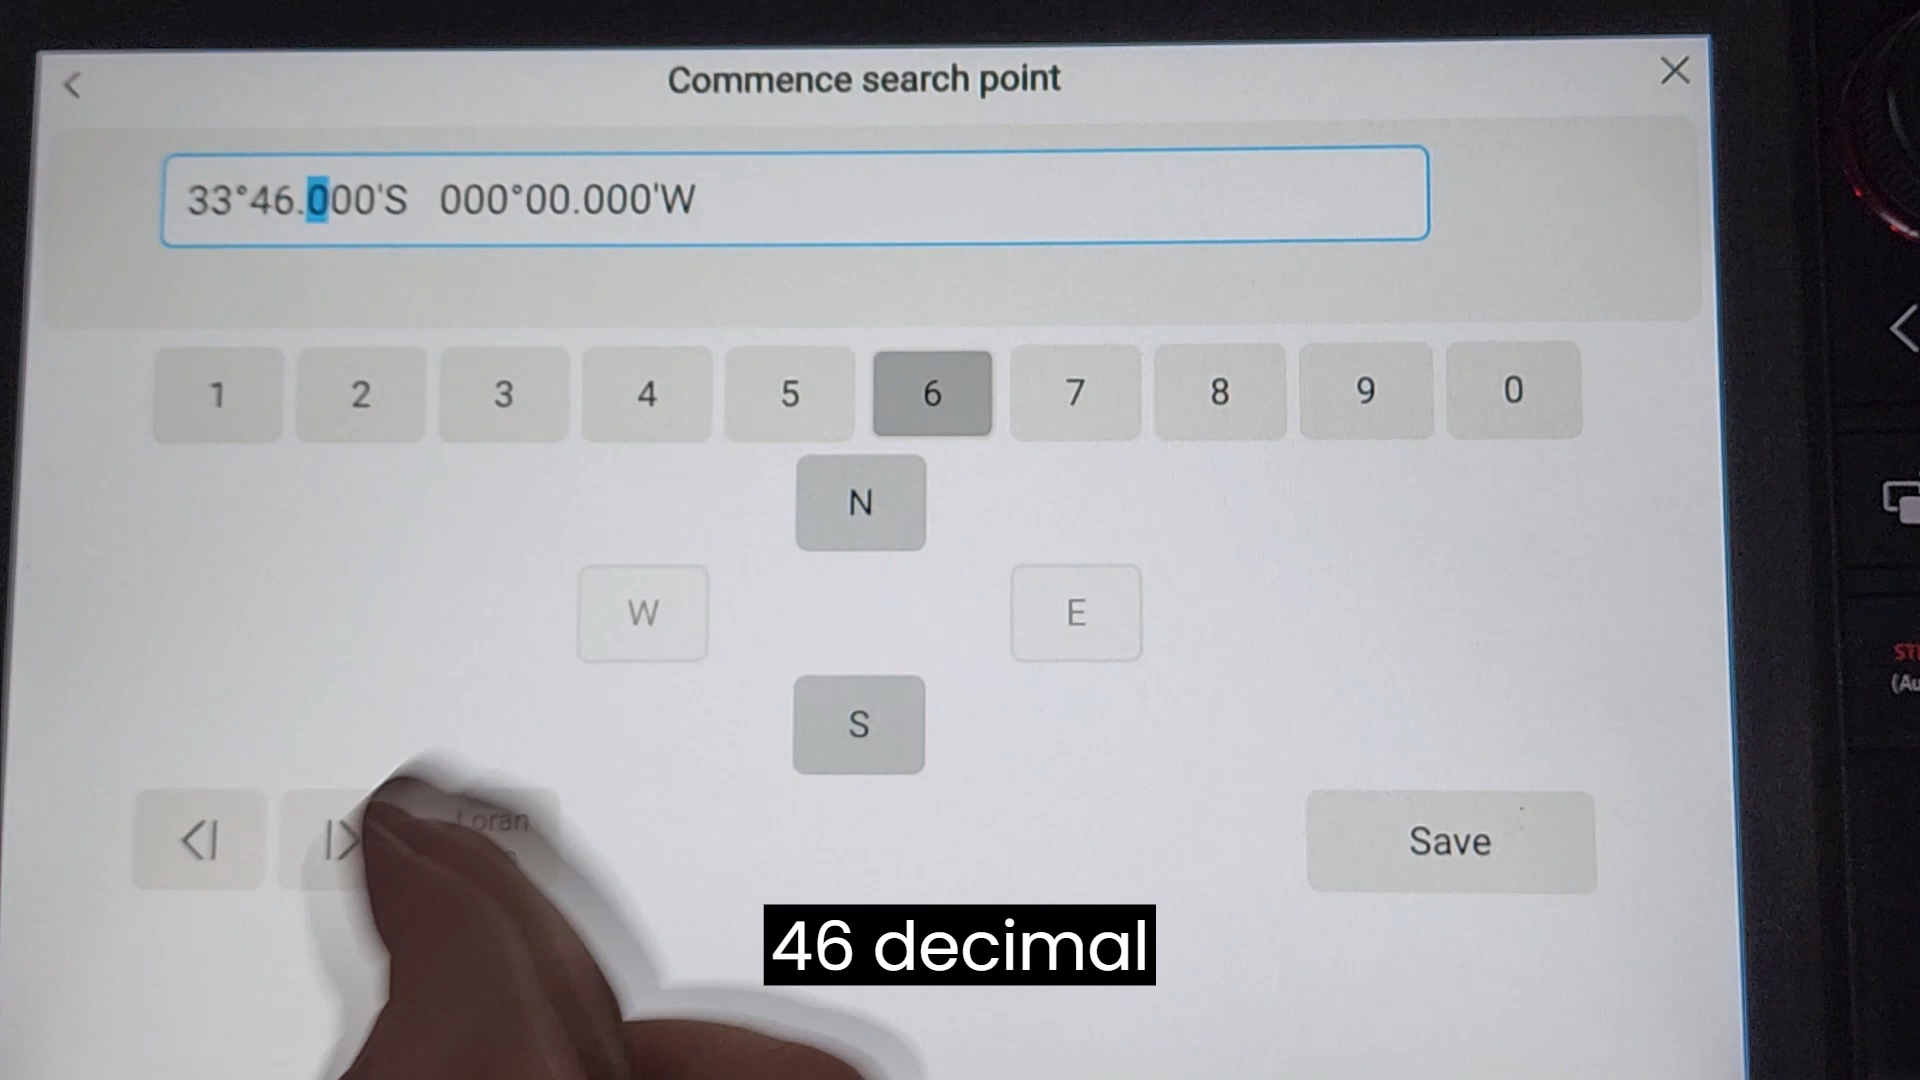 Commence search point
33°46.000'S 000°00.000'W
1 2 3 4 5 6 7 8 9 0
N
W E
S
Loran
Save
46 decimal